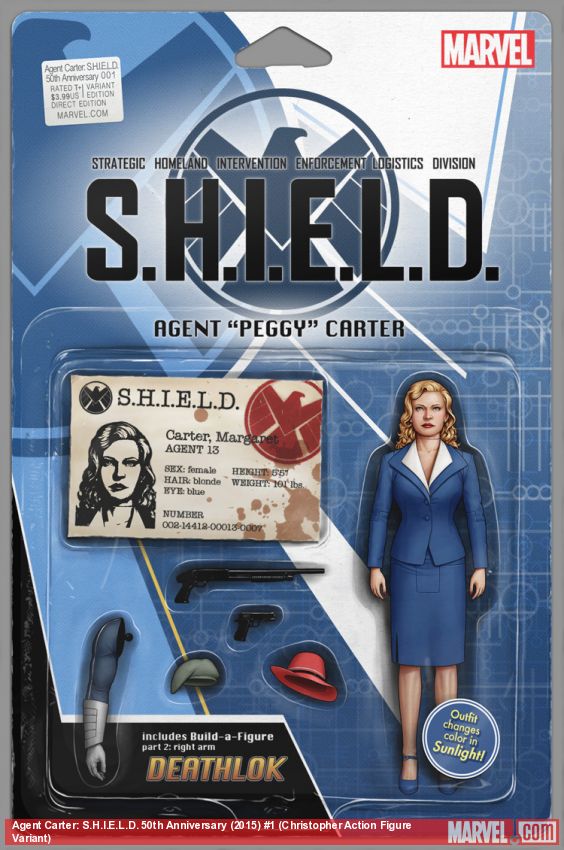 MARVEL
Agent Carter: S.H.I.E.L.D.
50th Anniversary 001
RATED T+ VARIANT
$3.99US EDITION
DIRECT EDITION
MARVEL.COM
STRATEGIC HOMELAND INTERVENTION ENFORCEMENT LOGISTICS DIVISION
S.H.I.E.L.D.
AGENT “PEGGY” CARTER
S.H.I.E.L.D.
Carter, Margaret
AGENT 13
SEX: female HEIGHT: 5'57
HAIR: blonde WEIGHT: 101 lbs.
EYE: blue
NUMBER
002-14412-00013-0007
Outfit
changes
color in
Sunlight!
includes Build-a-Figure
part 2: right arm
DEATHLOK
Agent Carter: S.H.I.E.L.D. 50th Anniversary (2015) #1 (Christopher Action Figure
Variant)
MARVEL.com